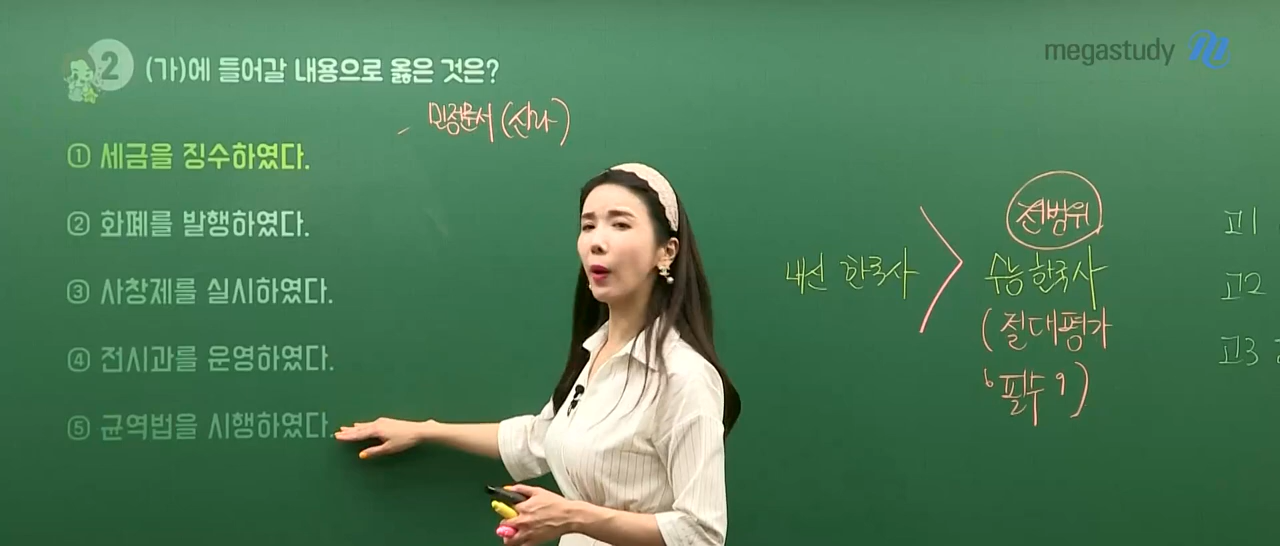 megastudy M
2 (가)에 들어갈 내용으로 옳은 것은?
민정문서 (신라)
① 세금을 징수하였다.
② 화폐를 발행하였다.
③ 사창제를 실시하였다.
④ 전시과를 운영하였다.
⑤ 균역법을 시행하였다.
전범위
내신 한국사
수능한국사
(절대평가
"필수")
고1
고2
고3